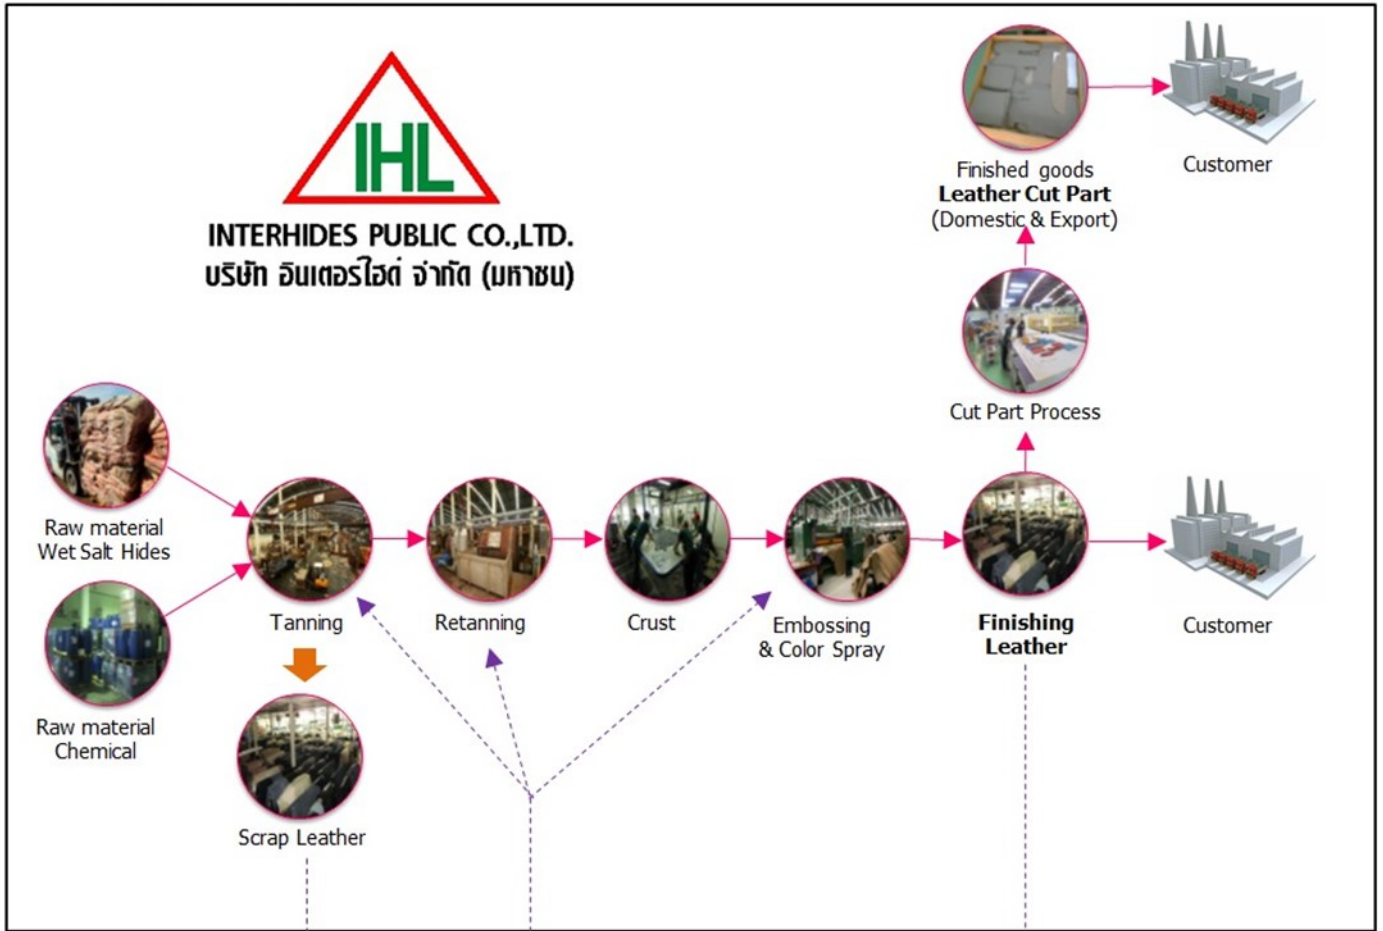 IHL
INTERHIDES PUBLIC CO.,LTD.
บริษัท อินเตอร์ไฮด์ จำกัด (มหาชน)
Finished goods
Leather Cut Part
(Domestic & Export)
Customer
Cut Part Process
Raw material
Wet Salt Hides
Raw material
Chemical
Tanning
Retanning
Crust
Embossing
& Color Spray
Finishing
Leather
Customer
Scrap Leather